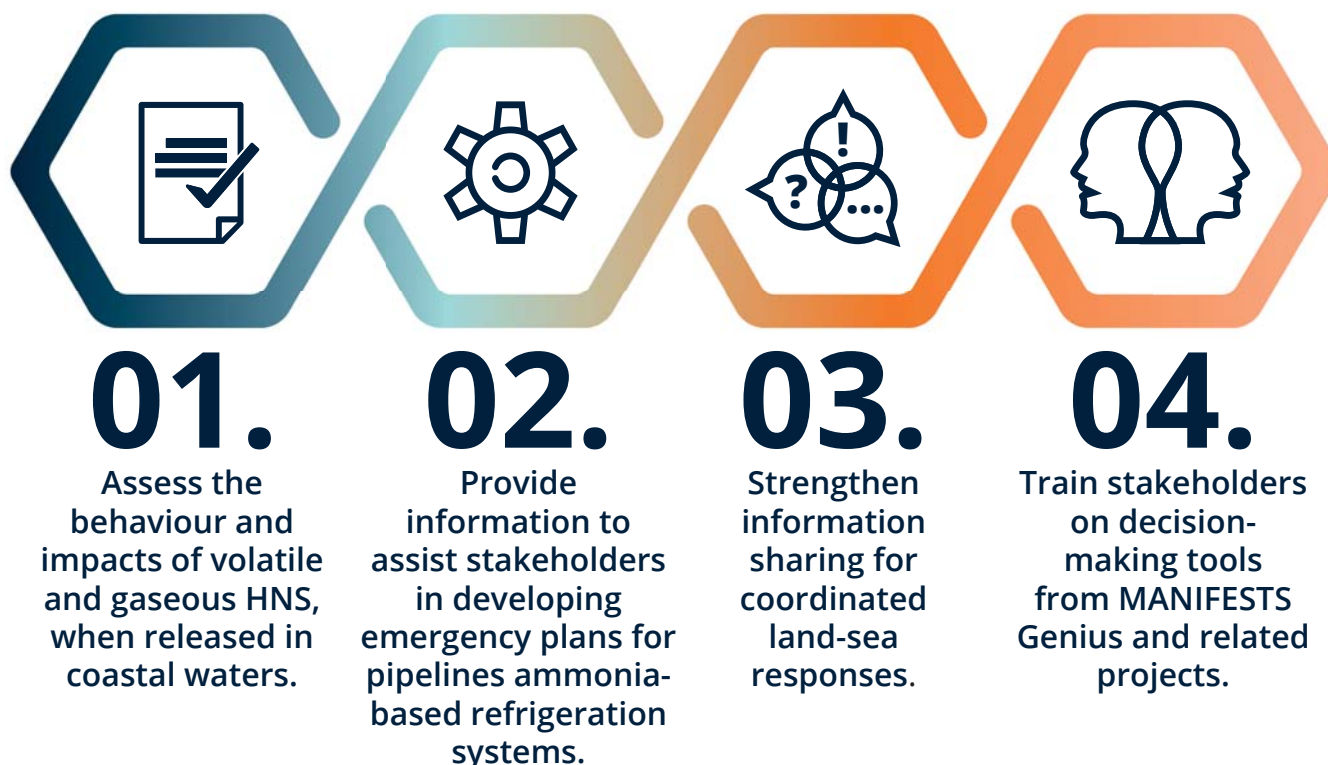 !
?
...
01.
Assess the
behaviour and
impacts of volatile
and gaseous HNS,
when released in
coastal waters.
02.
Provide
information to
assist stakeholders
in developing
emergency plans for
pipelines ammonia-
based refrigeration
systems.
03.
Strengthen
information
sharing for
coordinated
land-sea
responses.
04.
Train stakeholders
on decision-
making tools
from MANIFESTS
Genius and related
projects.